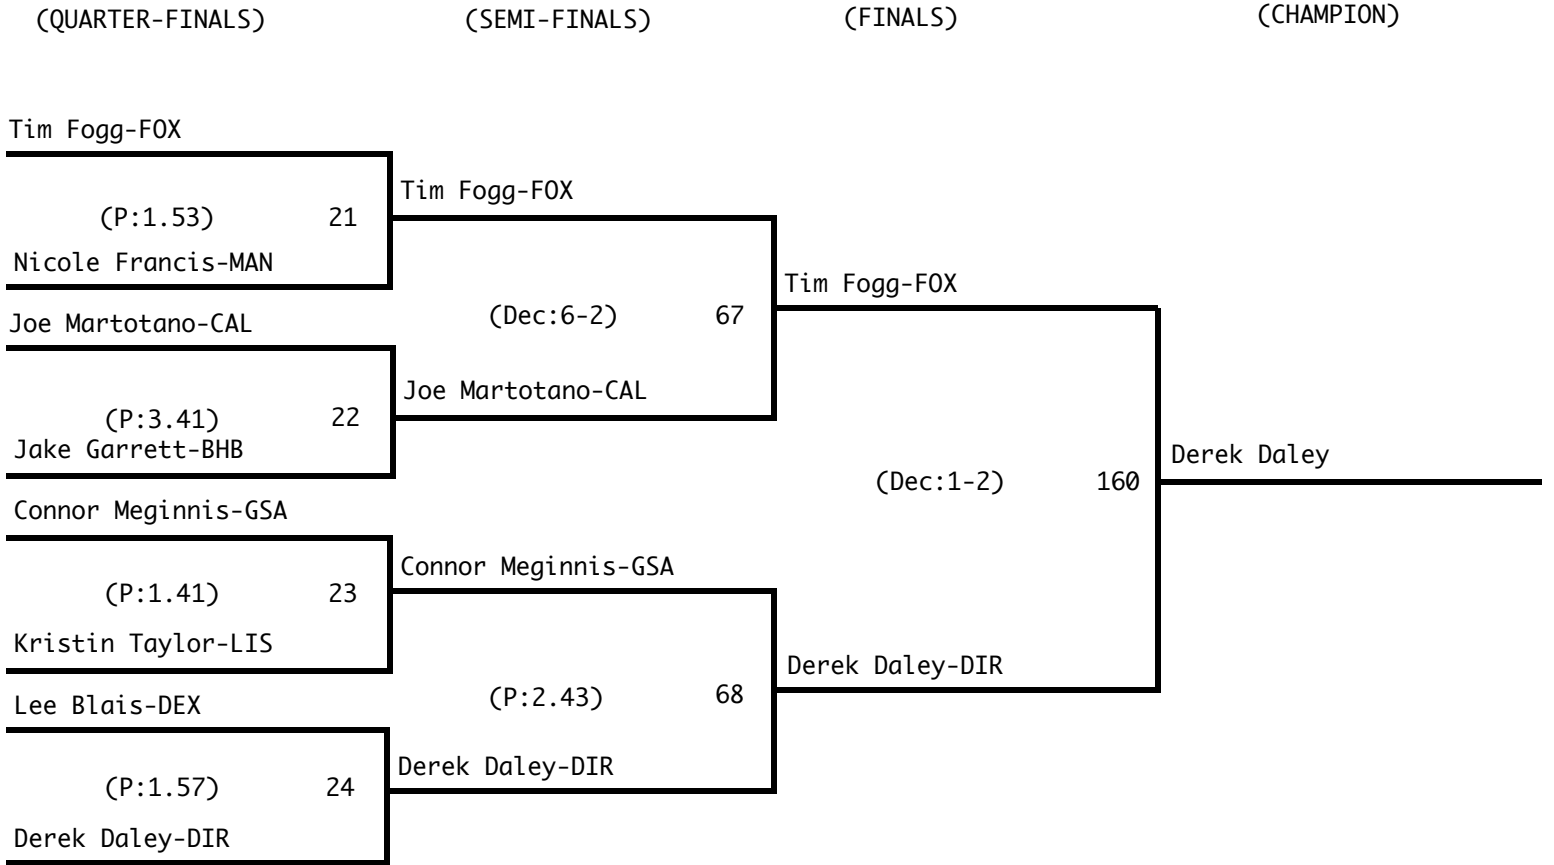 (QUARTER-FINALS)
(SEMI-FINALS)
(FINALS)
(CHAMPION)
Tim Fogg-FOX
(P:1.53) 21
Nicole Francis-MAN
Joe Martotano-CAL
(P:3.41) 22
Jake Garrett-BHB
Connor Meginnis-GSA
(P:1.41) 23
Kristin Taylor-LIS
Lee Blais-DEX
(P:1.57) 24
Derek Daley-DIR
Tim Fogg-FOX
(Dec:6-2) 67
Joe Martotano-CAL
Connor Meginnis-GSA
(P:2.43) 68
Derek Daley-DIR
Tim Fogg-FOX
(Dec:1-2) 160
Derek Daley-DIR
Derek Daley